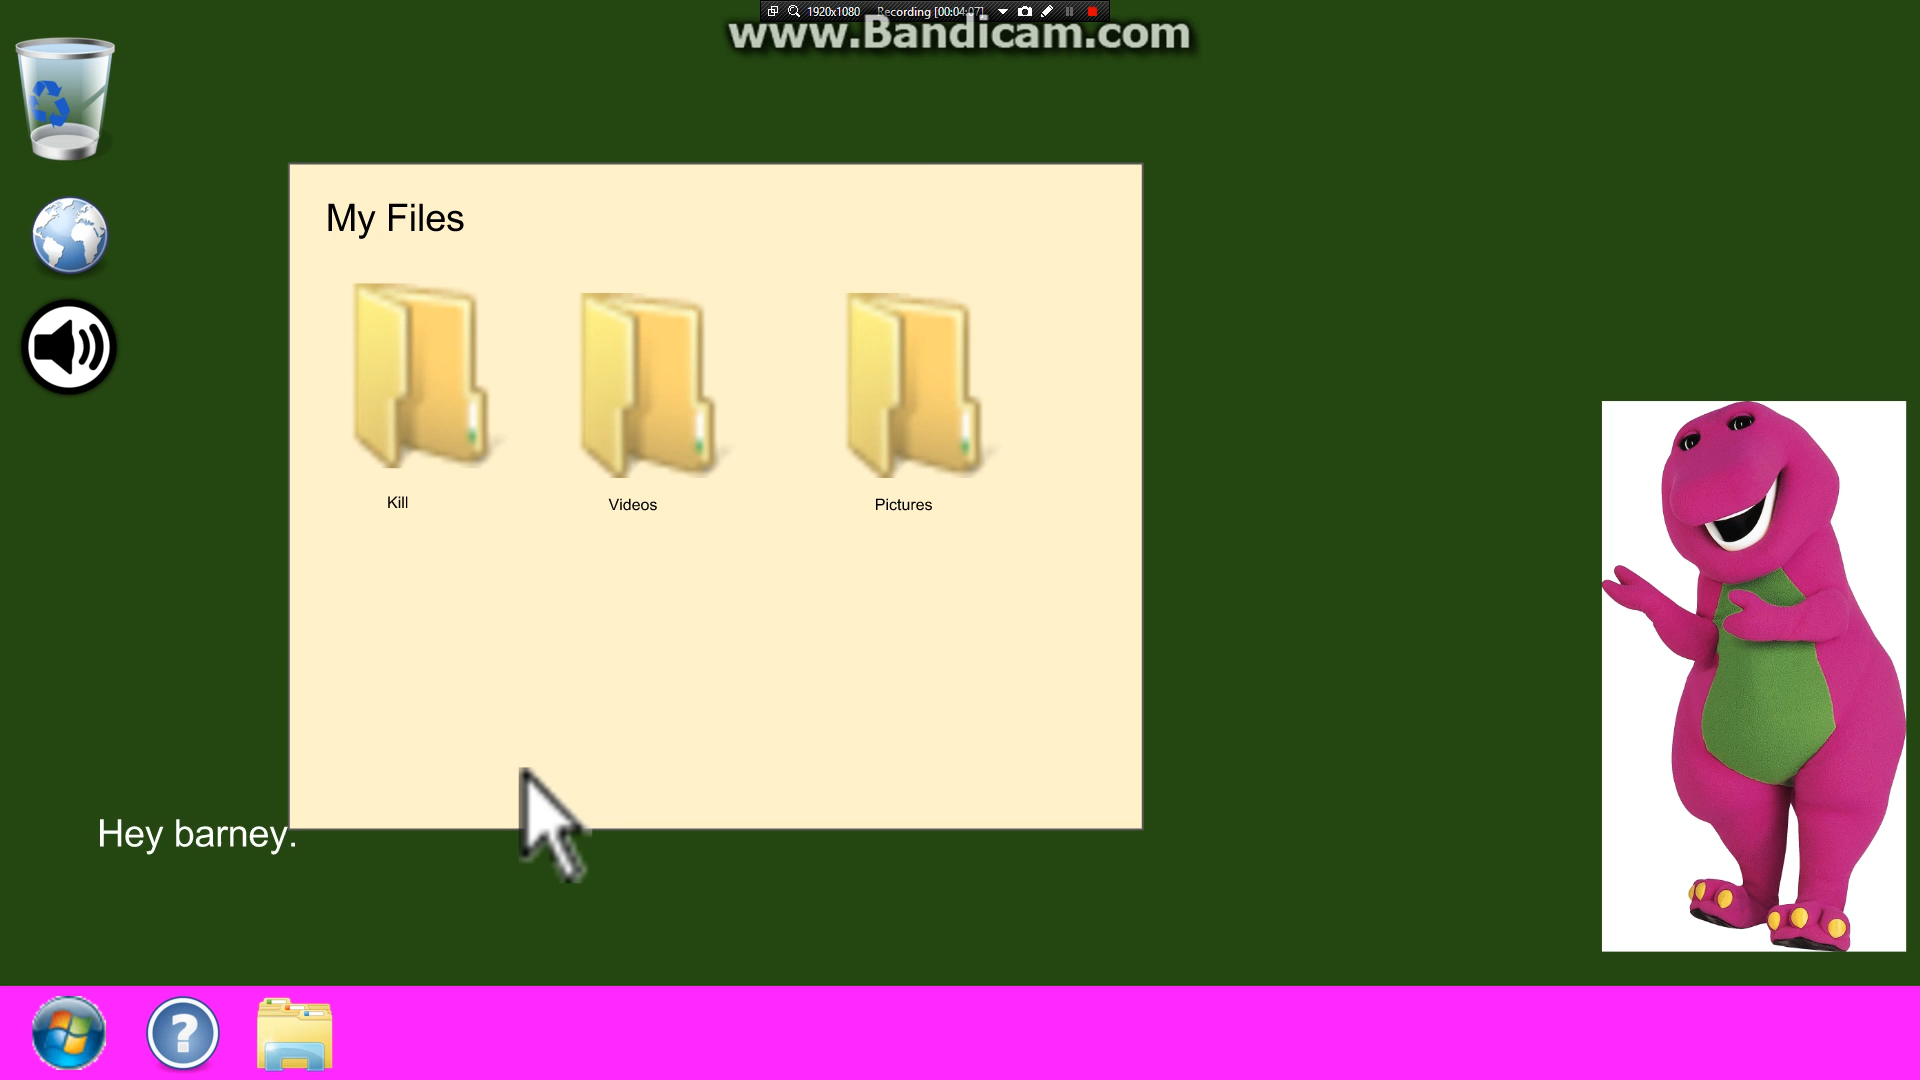 1920x1080 Recording [00:04:07]
www.Bandicam.com
My Files
Kill
Videos
Pictures
Hey barney.
?